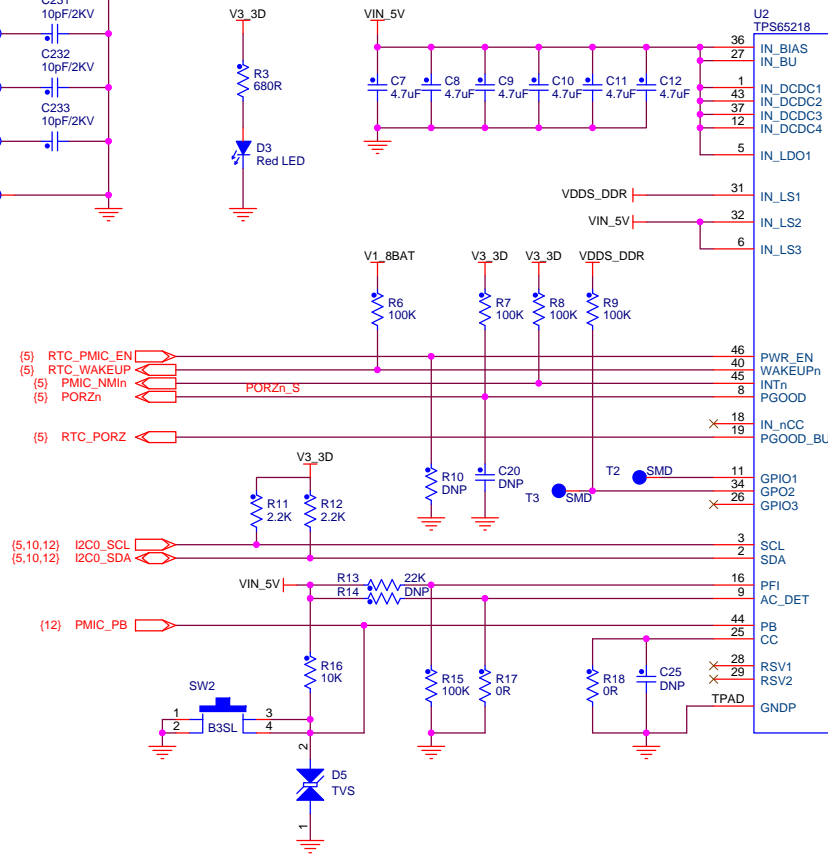 C231
10pF/2KV
C232
10pF/2KV
C233
10pF/2KV
V3_3D
R3
680R
D3
Red LED
VIN_5V
C7
4.7uF
C8
4.7uF
C9
4.7uF
C10
4.7uF
C11
4.7uF
C12
4.7uF
U2
TPS65218
36 IN_BIAS
27 IN_BU
1 IN_DCDC1
43 IN_DCDC2
37 IN_DCDC3
12 IN_DCDC4
5 IN_LDO1
VDDS_DDR 31 IN_LS1
VIN_5V 32 IN_LS2
6 IN_LS3
V1_8BAT
R6
100K
V3_3D
R7
100K
V3_3D
R8
100K
VDDS_DDR
R9
100K
{5} RTC_PMIC_EN 46 PWR_EN
{5} RTC_WAKEUP 40 WAKEUPn
{5} PMIC_NMIn 45 INTn
{5} PORZn PORZn_S 8 PGOOD
18 IN_nCC
{5} RTC_PORZ 19 PGOOD_BU
V3_3D
R11
2.2K
R12
2.2K
R10
DNP
C20
DNP
T3 SMD
T2 SMD
11 GPIO1
34 GPO2
26 GPIO3
{5,10,12} I2C0_SCL 3 SCL
{5,10,12} I2C0_SDA 2 SDA
VIN_5V R13 22K 16 PFI
R14 DNP 9 AC_DET
{12} PMIC_PB 44 PB
25 CC
R16
10K
R15
100K
R17
0R
R18
0R
C25
DNP
28 RSV1
29 RSV2
TPAD GNDP
SW2
1 3
2 4
B3SL
2
D5
TVS
1